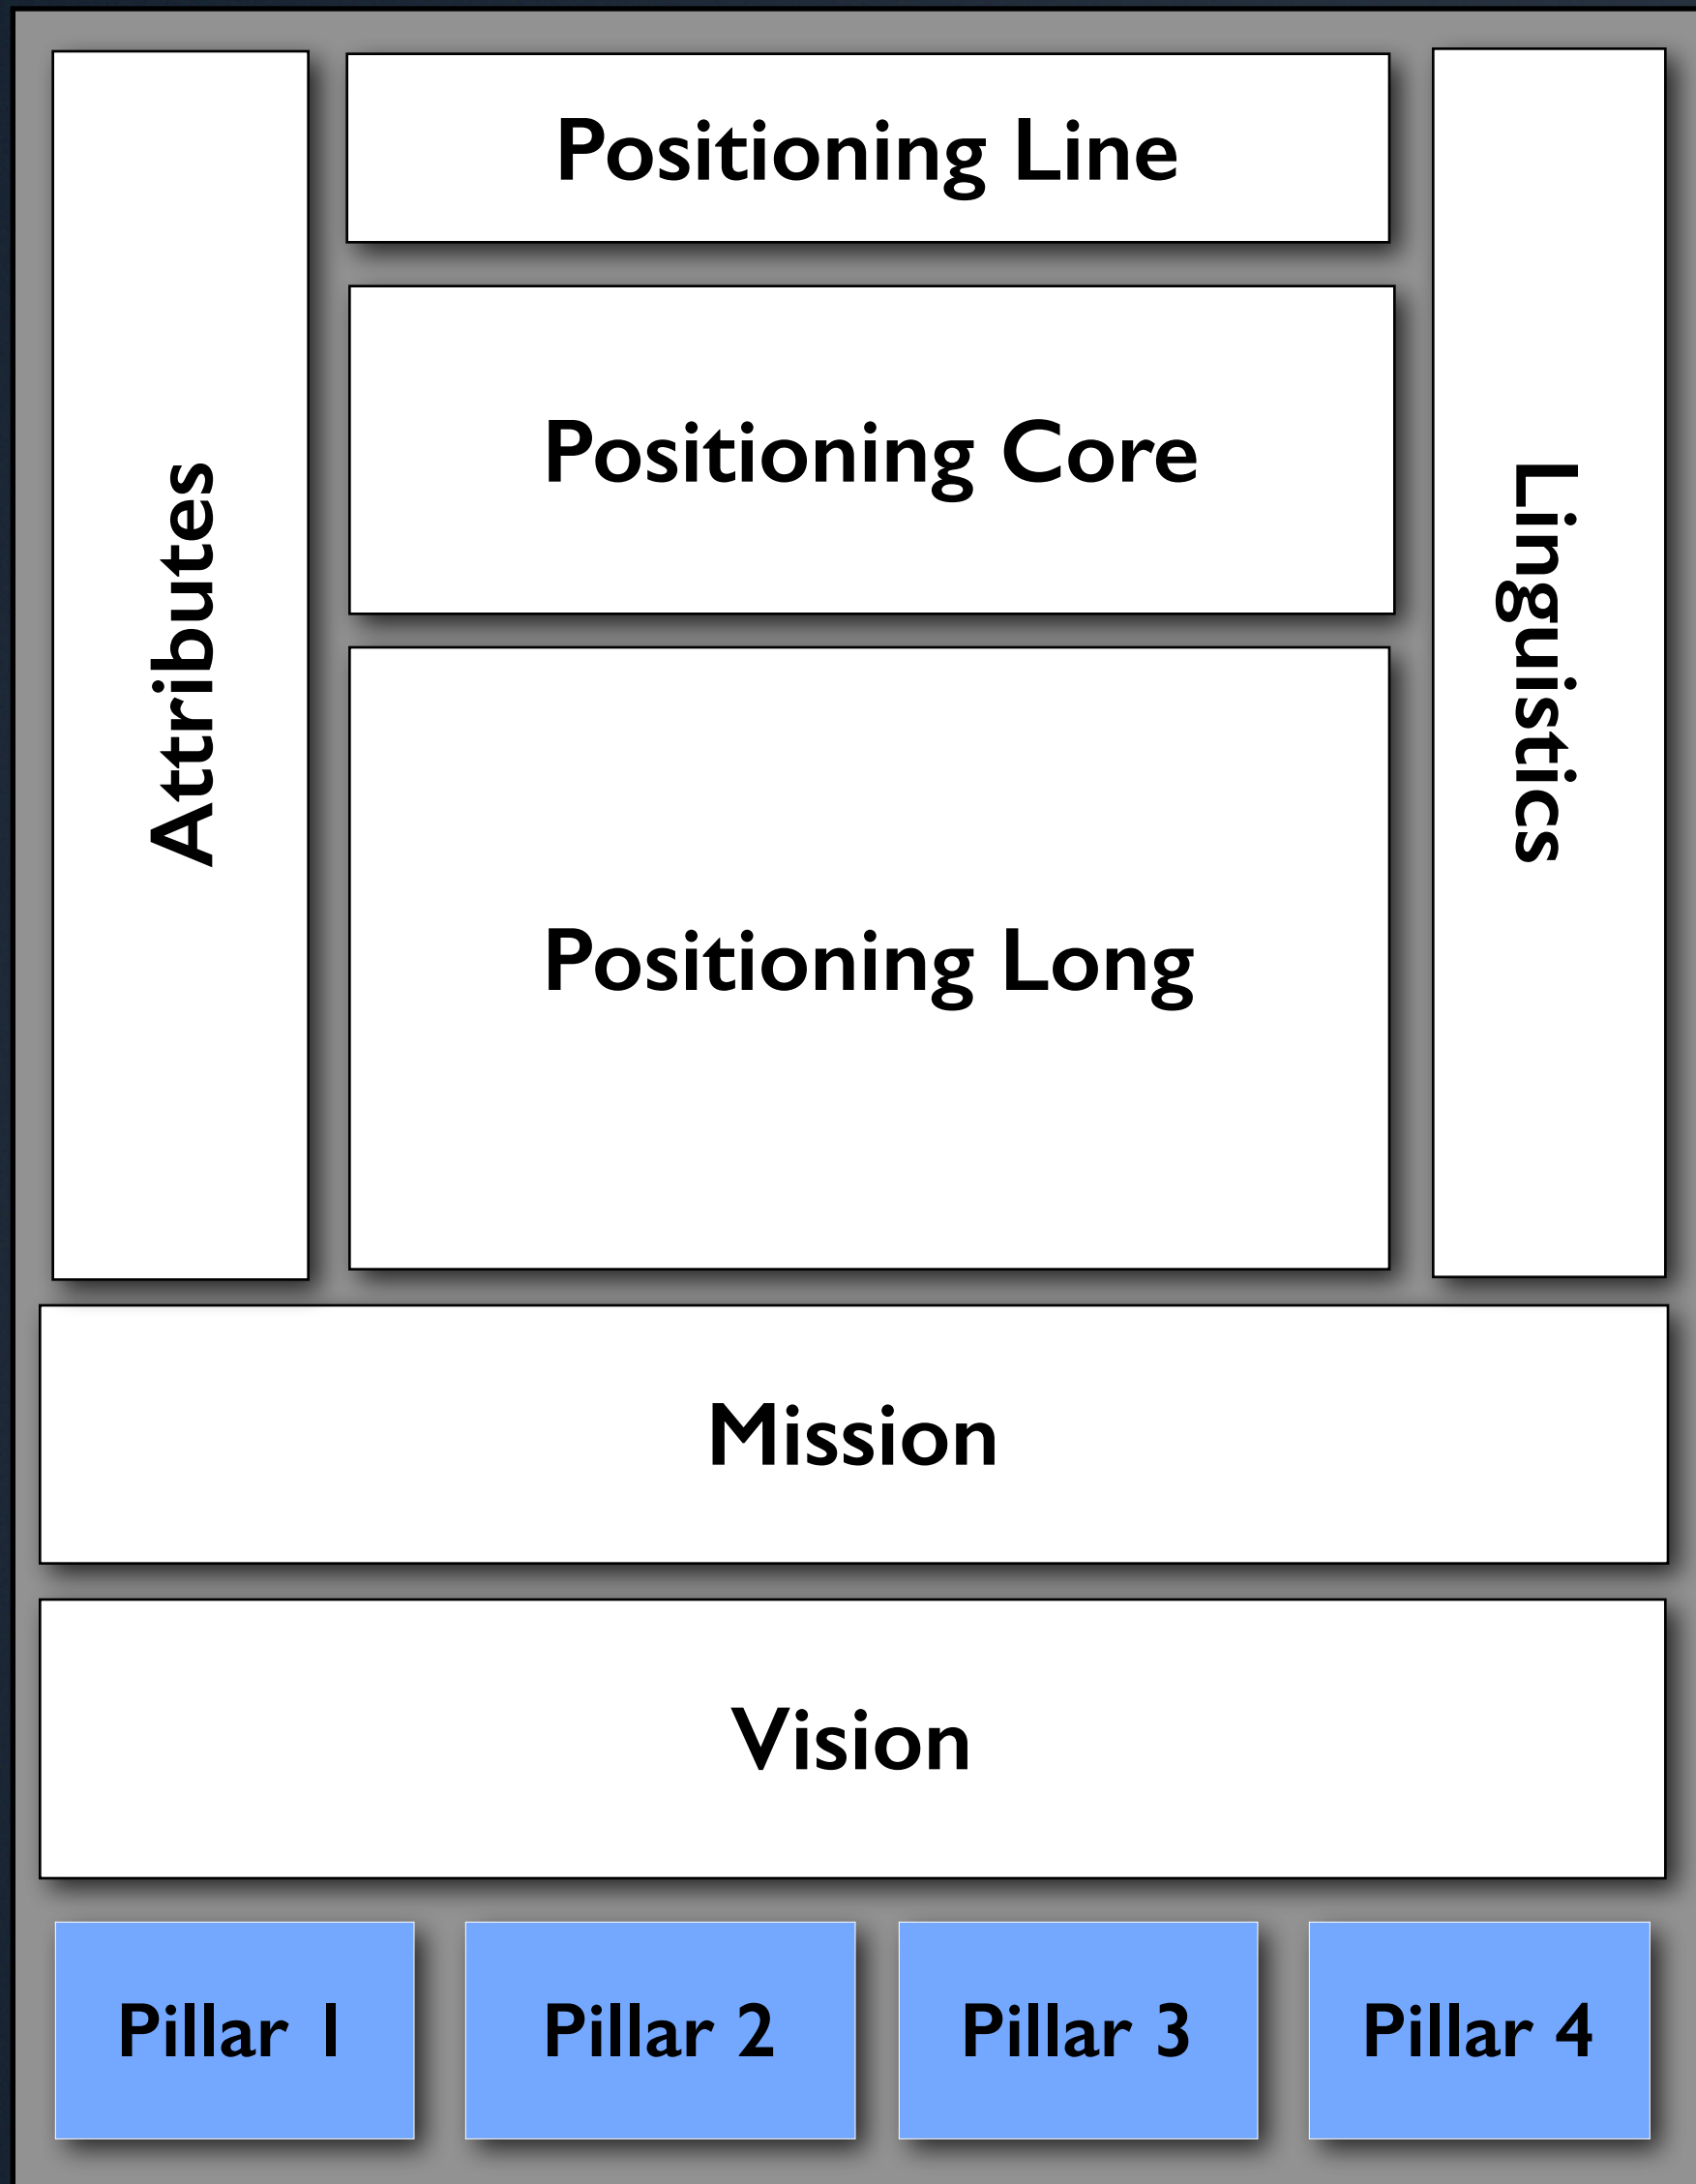 Attributes
Positioning Line
Positioning Core
Positioning Long
Linguistics
Mission
Vision
Pillar 1
Pillar 2
Pillar 3
Pillar 4